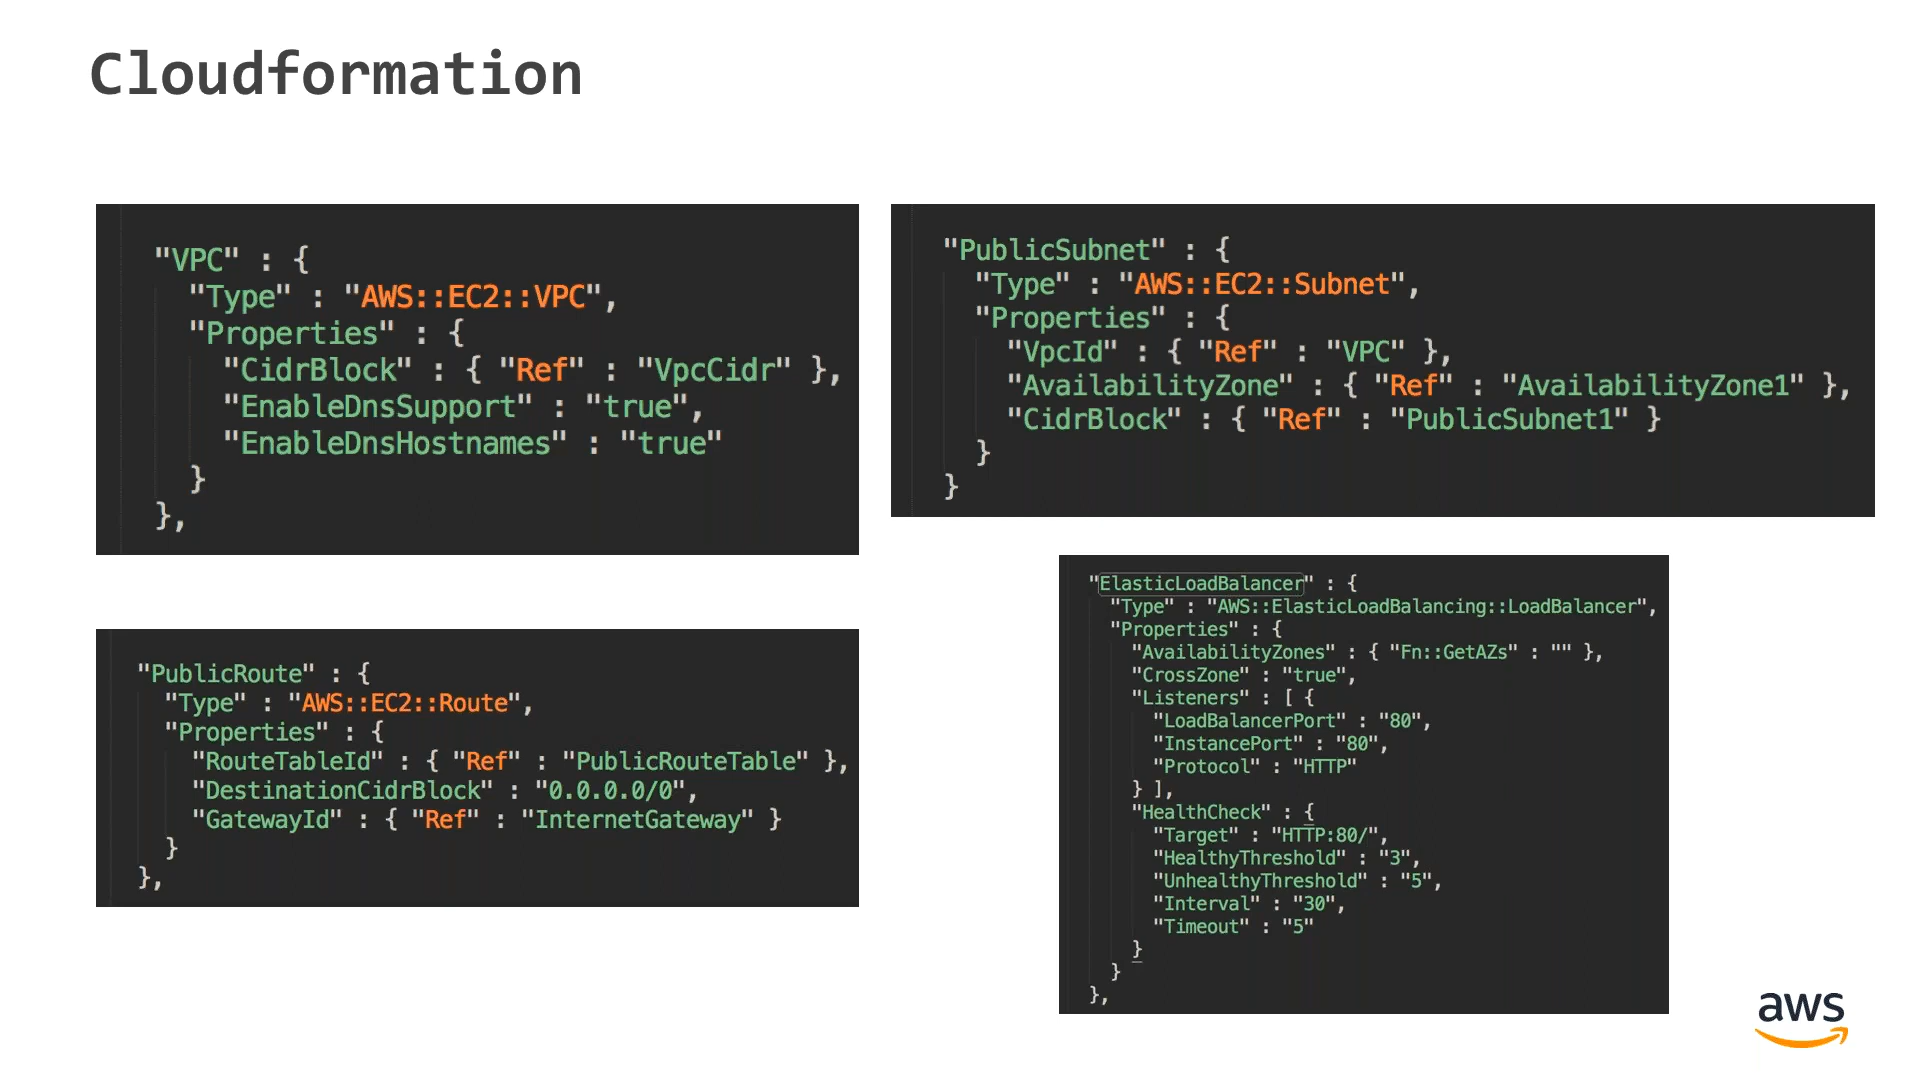 Cloudformation
"VPC" : {
"Type" : "AWS::EC2::VPC",
"Properties" : {
"CidrBlock" : { "Ref" : "VpcCidr" },
"EnableDnsSupport" : "true",
"EnableDnsHostnames" : "true"
}
},
"PublicSubnet" : {
"Type" : "AWS::EC2::Subnet",
"Properties" : {
"VpcId" : { "Ref" : "VPC" },
"AvailabilityZone" : { "Ref" : "AvailabilityZone1" },
"CidrBlock" : { "Ref" : "PublicSubnet1" }
}
}
"PublicRoute" : {
"Type" : "AWS::EC2::Route",
"Properties" : {
"RouteTableId" : { "Ref" : "PublicRouteTable" },
"DestinationCidrBlock" : "0.0.0.0/0",
"GatewayId" : { "Ref" : "InternetGateway" }
}
},
"ElasticLoadBalancer" : {
"Type" : "AWS::ElasticLoadBalancing::LoadBalancer",
"Properties" : {
"AvailabilityZones" : { "Fn::GetAZs" : "" },
"CrossZone" : "true",
"Listeners" : [ {
"LoadBalancerPort" : "80",
"InstancePort" : "80",
"Protocol" : "HTTP"
} ],
"HealthCheck" : {
"Target" : "HTTP:80/",
"HealthyThreshold" : "3",
"UnhealthyThreshold" : "5",
"Interval" : "30",
"Timeout" : "5"
}
}
},
aws